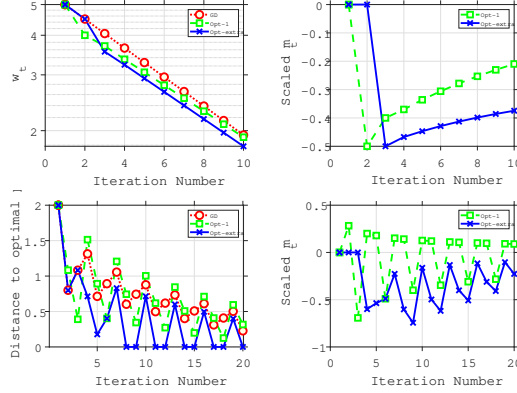 5
4
3
2
0 2 4 6 8 10
w_t
Iteration Number
GD
Opt-1
Opt-extra
0
-0.1
-0.2
-0.3
-0.4
-0.5
0 2 4 6 8 10
Scaled m_t
Iteration Number
Opt-1
Opt-extra
2
1.5
1
0.5
0
5 10 15 20
Distance to optimal
Iteration Number
GD
Opt-1
Opt-extra
0.5
0
-0.5
-1
0 5 10 15 20
Scaled m_t
Iteration Number
Opt-1
Opt-extra